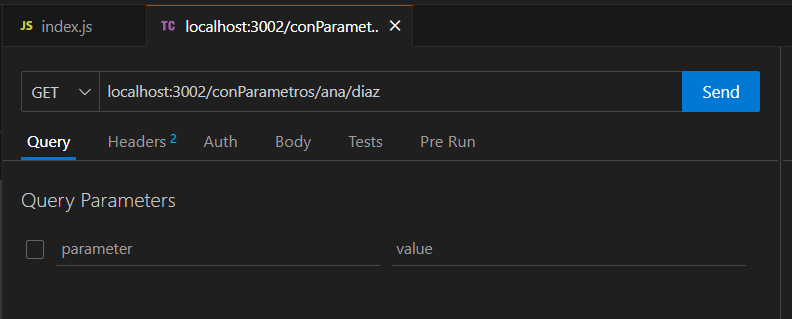 JS index.js TC localhost:3002/conParamet.. ×
GET localhost:3002/conParametros/ana/diaz Send
Query Headers 2 Auth Body Tests Pre Run
Query Parameters
parameter value